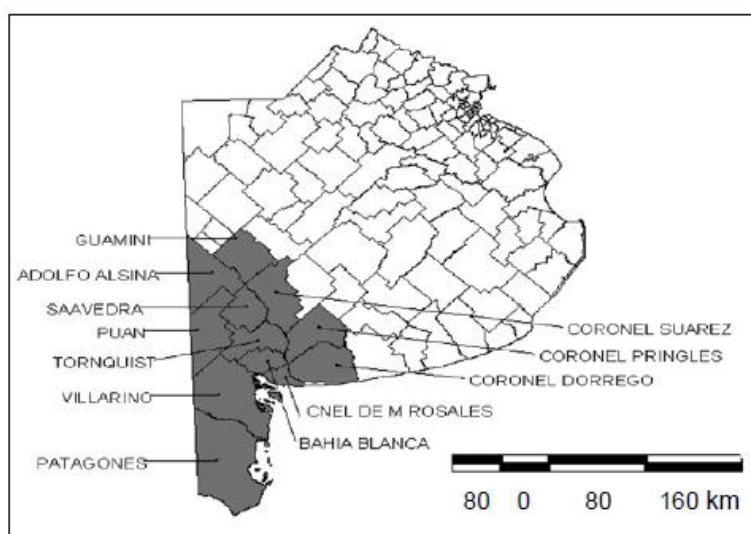 GUAMINI
ADOLFO ALSINA
SAAVEDRA
PUAN
TORNQUIST
VILLARINO
PATAGONES
CORONEL SUAREZ
CORONEL PRINGLES
CORONEL DORREGO
CNEL DE M ROSALES
BAHIA BLANCA
80 0 80 160 km